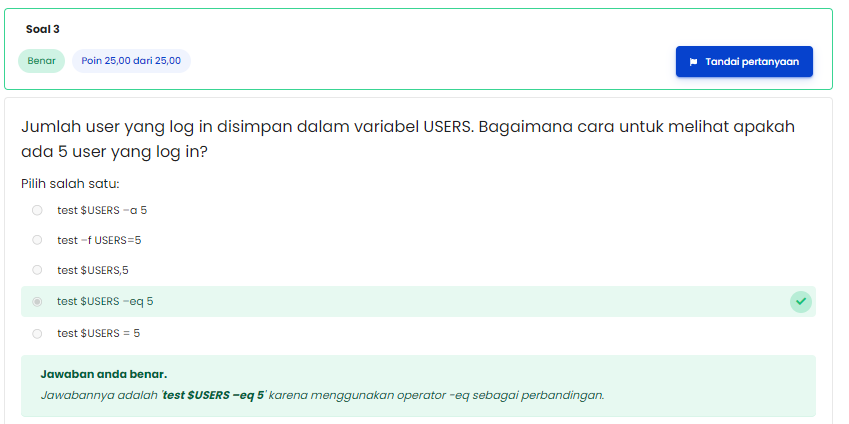 Soal 3
Benar
Poin 25,00 dari 25,00
Tandai pertanyaan
Jumlah user yang log in disimpan dalam variabel USERS. Bagaimana cara untuk melihat apakah
ada 5 user yang log in?
Pilih salah satu:
test $USERS –a 5
test –f USERS=5
test $USERS,5
test $USERS –eq 5
test $USERS = 5
Jawaban anda benar.
Jawabannya adalah 'test $USERS –eq 5' karena menggunakan operator -eq sebagai perbandingan.